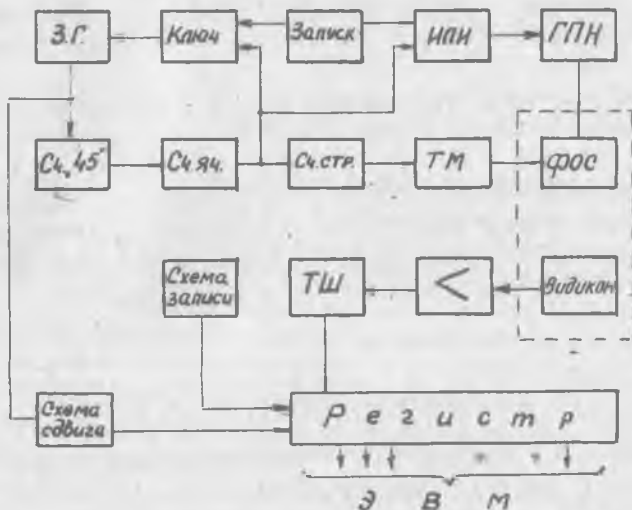 З.Г.
Ключ
Запуск
ИПИ
ГПН
Сч. "45"
Сч. яч.
Сч. стр.
ТМ
ФОС
Схема
записи
ТШ
<
Видикон
Схема
сдвига
Регистр
Э В М